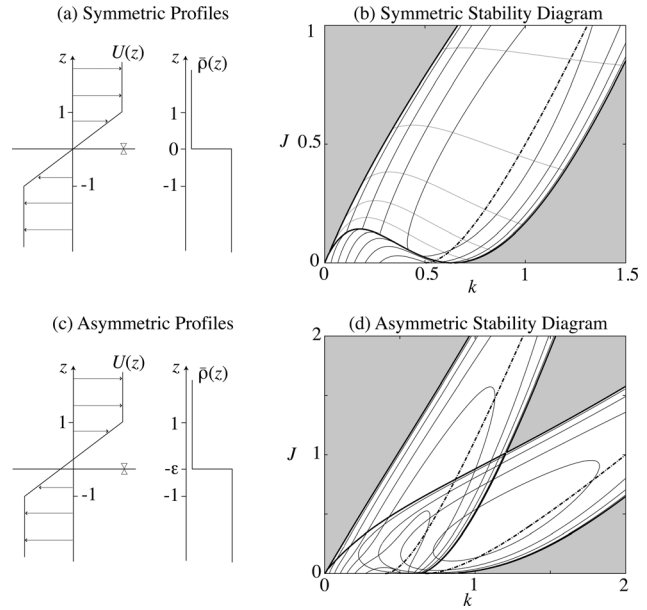 (a) Symmetric Profiles
z U(z)
1
-1
z ρ̄(z)
1
0
-1
(b) Symmetric Stability Diagram
1
J 0.5
0
0 0.5 1 1.5
k
(c) Asymmetric Profiles
z U(z)
1
-1
z ρ̄(z)
1
-ε
-1
(d) Asymmetric Stability Diagram
2
J 1
0
0 1 2
k